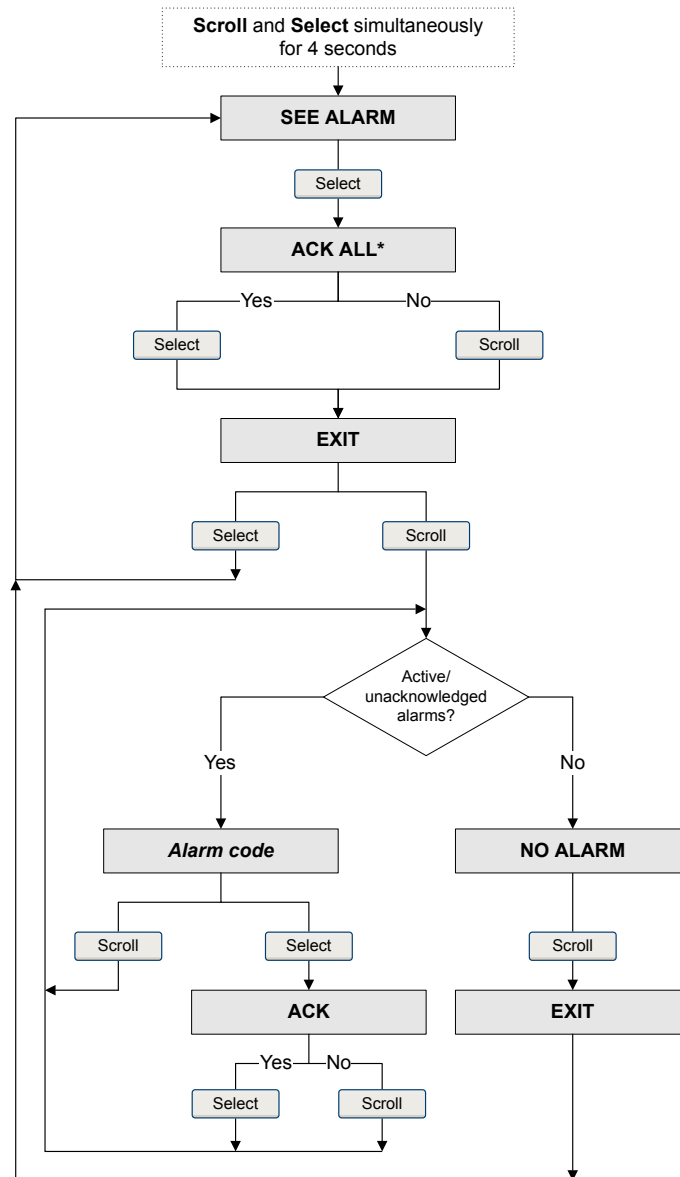 Scroll and Select simultaneously
for 4 seconds
SEE ALARM
Select
ACK ALL*
Yes
No
Select
Scroll
EXIT
Select
Scroll
Active/
unacknowledged
alarms?
Yes
No
Alarm code
NO ALARM
Scroll
Select
Scroll
ACK
EXIT
Yes
No
Select
Scroll